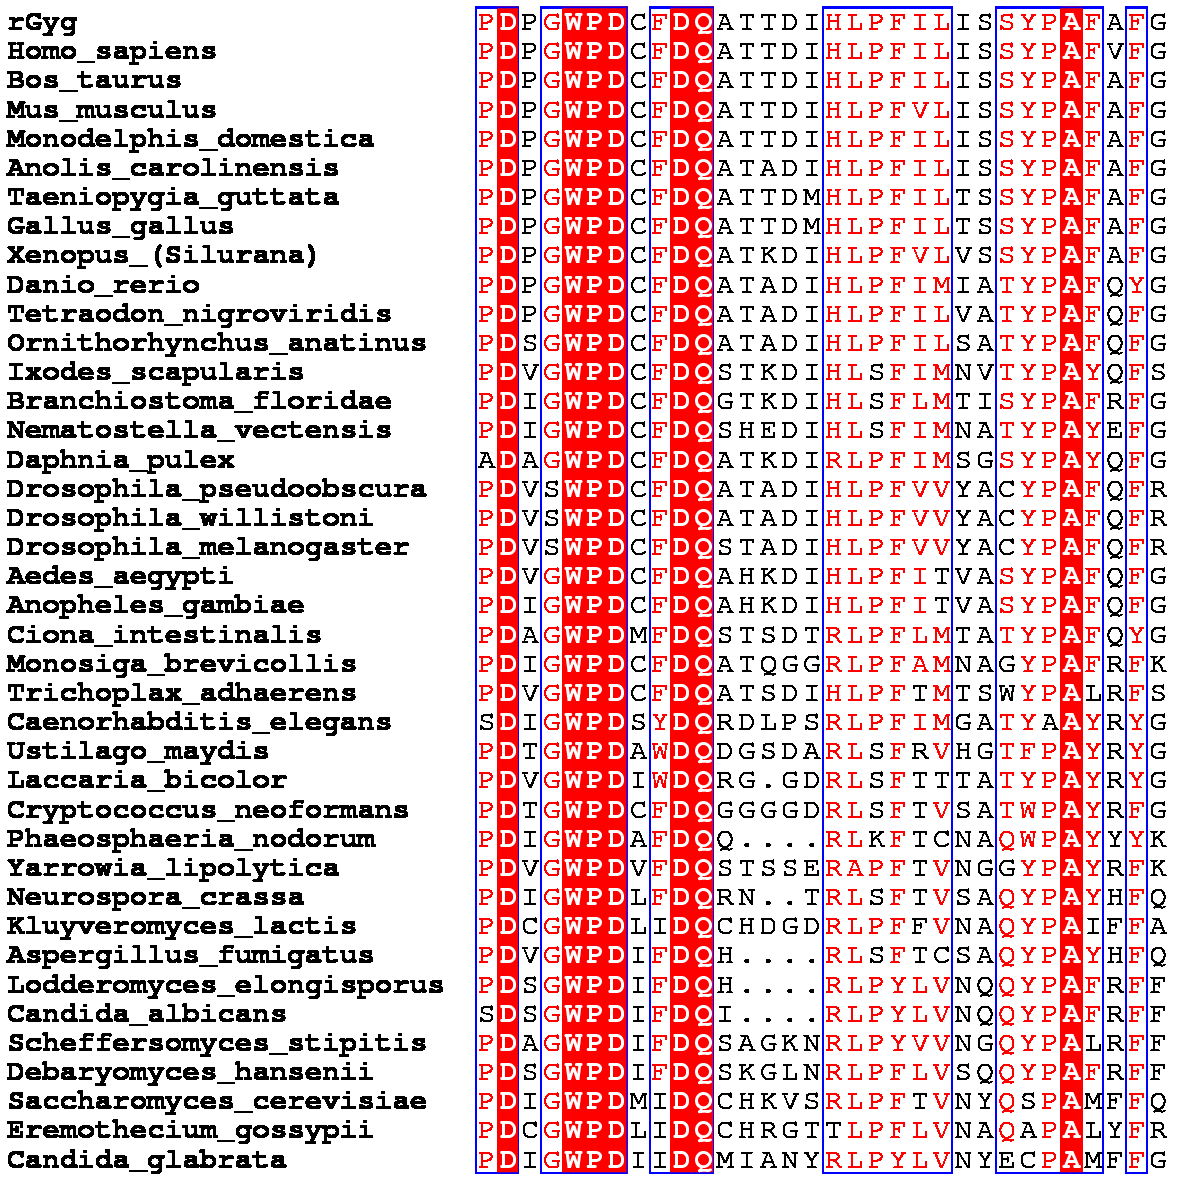 rGyg PDPGWPDCFDQATTDIHLPFILISSYPAFAFG
Homo_sapiens PDPGWPDCFDQATTDIHLPFILISSYPAFVFG
Bos_taurus PDPGWPDCFDQATTDIHLPFILISSYPAFAFG
Mus_musculus PDPGWPDCFDQATTDIHLPFVLISSYPAFAFG
Monodelphis_domestica PDPGWPDCFDQATTDIHLPFILISSYPAFAFG
Anolis_carolinensis PDPGWPDCFDQATADIHLPFILISSYPAFAFG
Taeniopygia_guttata PDPGWPDCFDQATTDMHLPFILTSSYPAFAFG
Gallus_gallus PDPGWPDCFDQATTDMHLPFILTSSYPAFAFG
Xenopus_(Silurana) PDPGWPDCFDQATKDIHLPFVLVSSYPAFAFG
Danio_rerio PDPGWPDCFDQATADIHLPFIMIATYPAFQYG
Tetraodon_nigroviridis PDPGWPDCFDQATADIHLPFILVATYPAFQFG
Ornithorhynchus_anatinus PDSGWPDCFDQATADIHLPFILSATYPAFQFG
Ixodes_scapularis PDVGWPDCFDQSTKDIHLSFIMNVTYPAYQFS
Branchiostoma_floridae PDIGWPDCFDQGTKDIHLSFLMTISYPAFRFG
Nematostella_vectensis PDIGWPDCFDQSHEDIHLSFIMNATYPAYEFG
Daphnia_pulex ADAGWPDCFDQATKDIRLPFIMSGSYPAYQFG
Drosophila_pseudoobscura PDVSWPDCFDQATADIHLPFVVYACYPAFQFR
Drosophila_willistoni PDVSWPDCFDQATADIHLPFVVYACYPAFQFR
Drosophila_melanogaster PDVSWPDCFDQSTADIHLPFVVYACYPAFQFR
Aedes_aegypti PDVGWPDCFDQAHKDIHLPFITVASYPAFQFG
Anopheles_gambiae PDIGWPDCFDQAHKDIHLPFITVASYPAFQFG
Ciona_intestinalis PDAGWPDMFDQSTSDTRLPFLMTATYPAFQYG
Monosiga_brevicollis PDIGWPDCFDQATQGGRLPFAMNAGYPAFRFK
Trichoplax_adhaerens PDVGWPDCFDQATSDIHLPFTMTSWYPALRFS
Caenorhabditis_elegans SDIGWPDSYDQRDLPSRLPFIMGATYAAYRYG
Ustilago_maydis PDTGWPDAWDQDGSDARLSFRVHGTFPAYRYG
Laccaria_bicolor PDVGWPDIWDQRG.GDRLSFTTTATYPAYRYG
Cryptococcus_neoformans PDTGWPDCFDQGGGGDRLSFTVSATWPAYRFG
Phaeosphaeria_nodorum PDIGWPDAFDQQ....RLKFTCNAQWPAYYYK
Yarrowia_lipolytica PDVGWPDVFDQSTSSERAPFTVNGGYPAYRFK
Neurospora_crassa PDIGWPDLFDQRN..TRLSFTVSAQYPAYHFQ
Kluyveromyces_lactis PDCGWPDLIDQCHDGDRLPFFVNAQYPAIFFA
Aspergillus_fumigatus PDVGWPDIFDQH....RLSFTCSAQYPAYHFQ
Lodderomyces_elongisporus PDSGWPDIFDQH....RLPYLVNQQYPAFRFF
Candida_albicans SDSGWPDIFDQI....RLPYLVNQQYPAFRFF
Scheffersomyces_stipitis PDAGWPDIFDQSAGKNRLPYVVNGQYPALRFF
Debaryomyces_hansenii PDSGWPDIFDQSKGLNRLPFLVSQQYPAFRFF
Saccharomyces_cerevisiae PDIGWPDMIDQCHKVSRLPFTVNYQSPAMFFQ
Eremothecium_gossypii PDCGWPDLIDQCHRGTTLPFLVNAQAPALYFR
Candida_glabrata PDIGWPDIIDQMIANYRLPYLVNYECPAMFFG